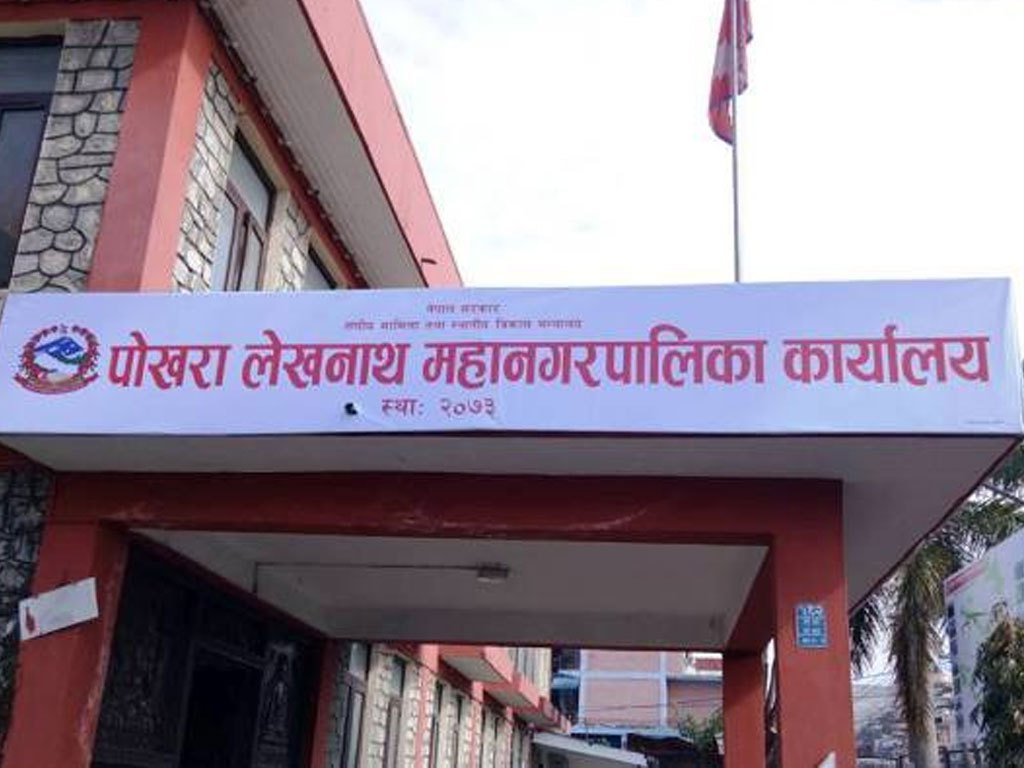 नेपाल सरकार
संघीय मामिला तथा स्थानीय विकास मन्त्रालय
पोखरा लेखनाथ महानगरपालिका कार्यालय
स्था: २०७३